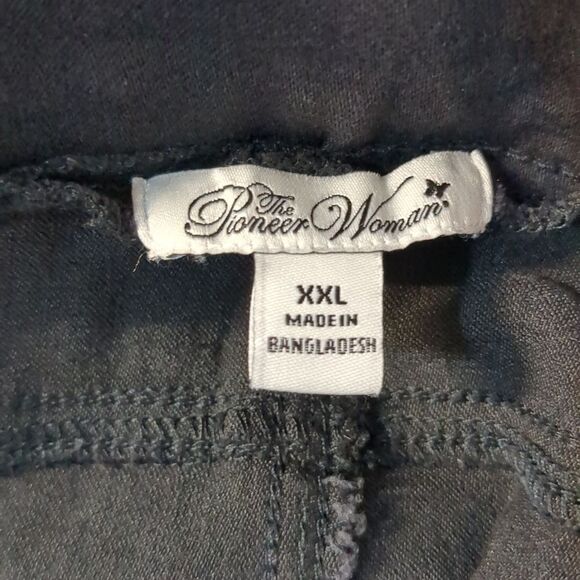 The
Pioneer Woman
XXL
MADE IN
BANGLADESH